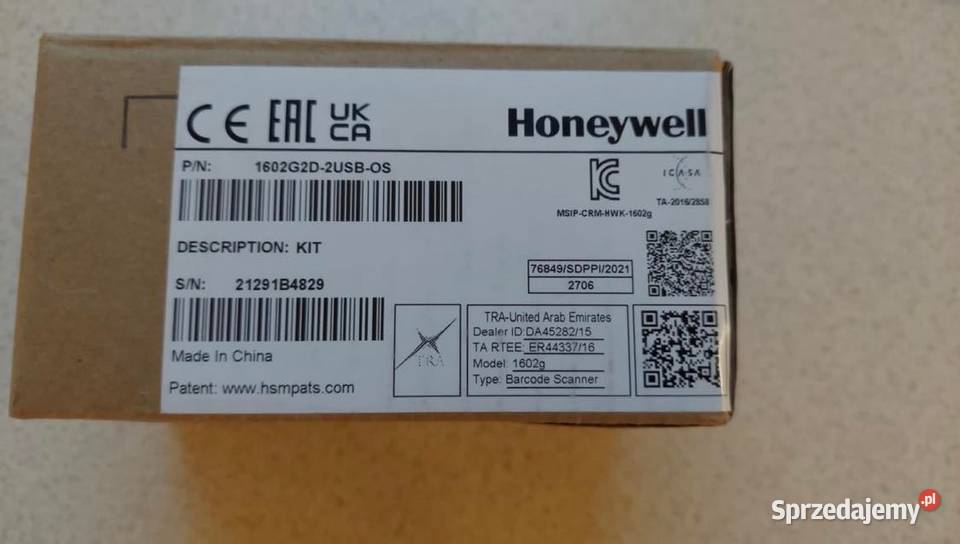 CE EAC UK
CA
Honeywell
P/N: 1602G2D-2USB-OS
ICASA
TA-2016/2858
MSIP-CRM-HWK-1602g
DESCRIPTION: KIT
76849/SDPPI/2021
2706
S/N: 21291B4829
TRA
TRA-United Arab Emirates
Dealer ID: DA45282/15
TA RTEE: ER44337/16
Model: 1602g
Type: Barcode Scanner
Made In China
Patent: www.hsmpats.com
Sprzedajemy.pl